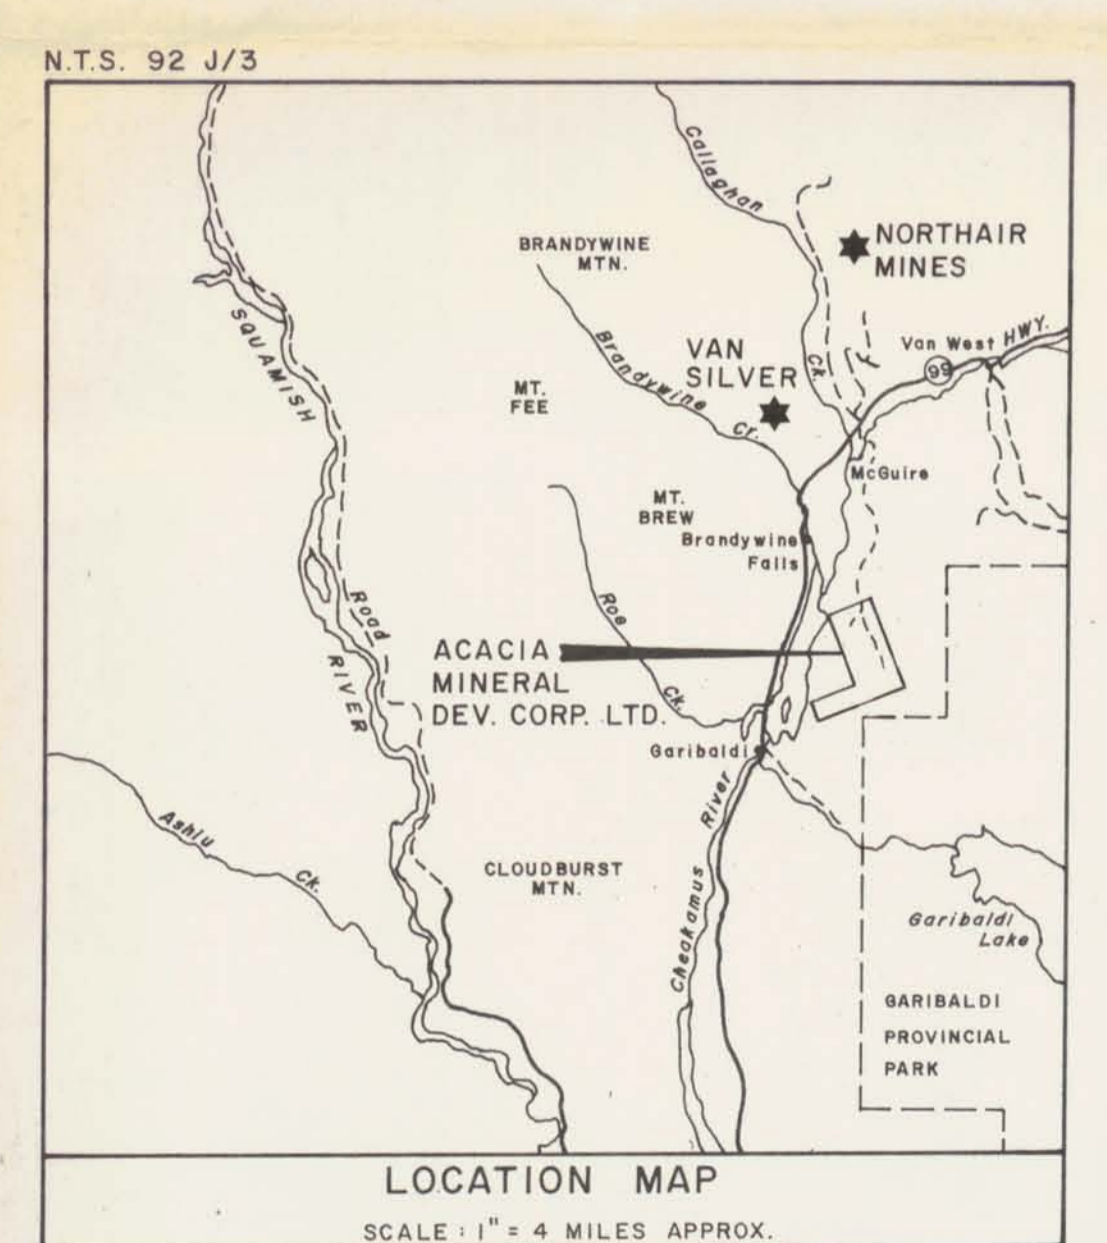 N.T.S. 92 J/3
Callaghan
Ck.
NORTHAIR
MINES
BRANDYWINE
MTN.
SQUAMISH
RIVER
Road
Brandywine
Cr.
VAN
SILVER
Van West
HWY.
99
MT.
FEE
McGuire
MT.
BREW
Brandywine
Falls
Roe
Ck.
ACACIA
MINERAL
DEV. CORP. LTD.
Garibaldi
Cheakamus River
Ashlu
Ck.
CLOUDBURST
MTN.
Garibaldi
Lake
GARIBALDI
PROVINCIAL
PARK
LOCATION MAP
SCALE : 1" = 4 MILES APPROX.